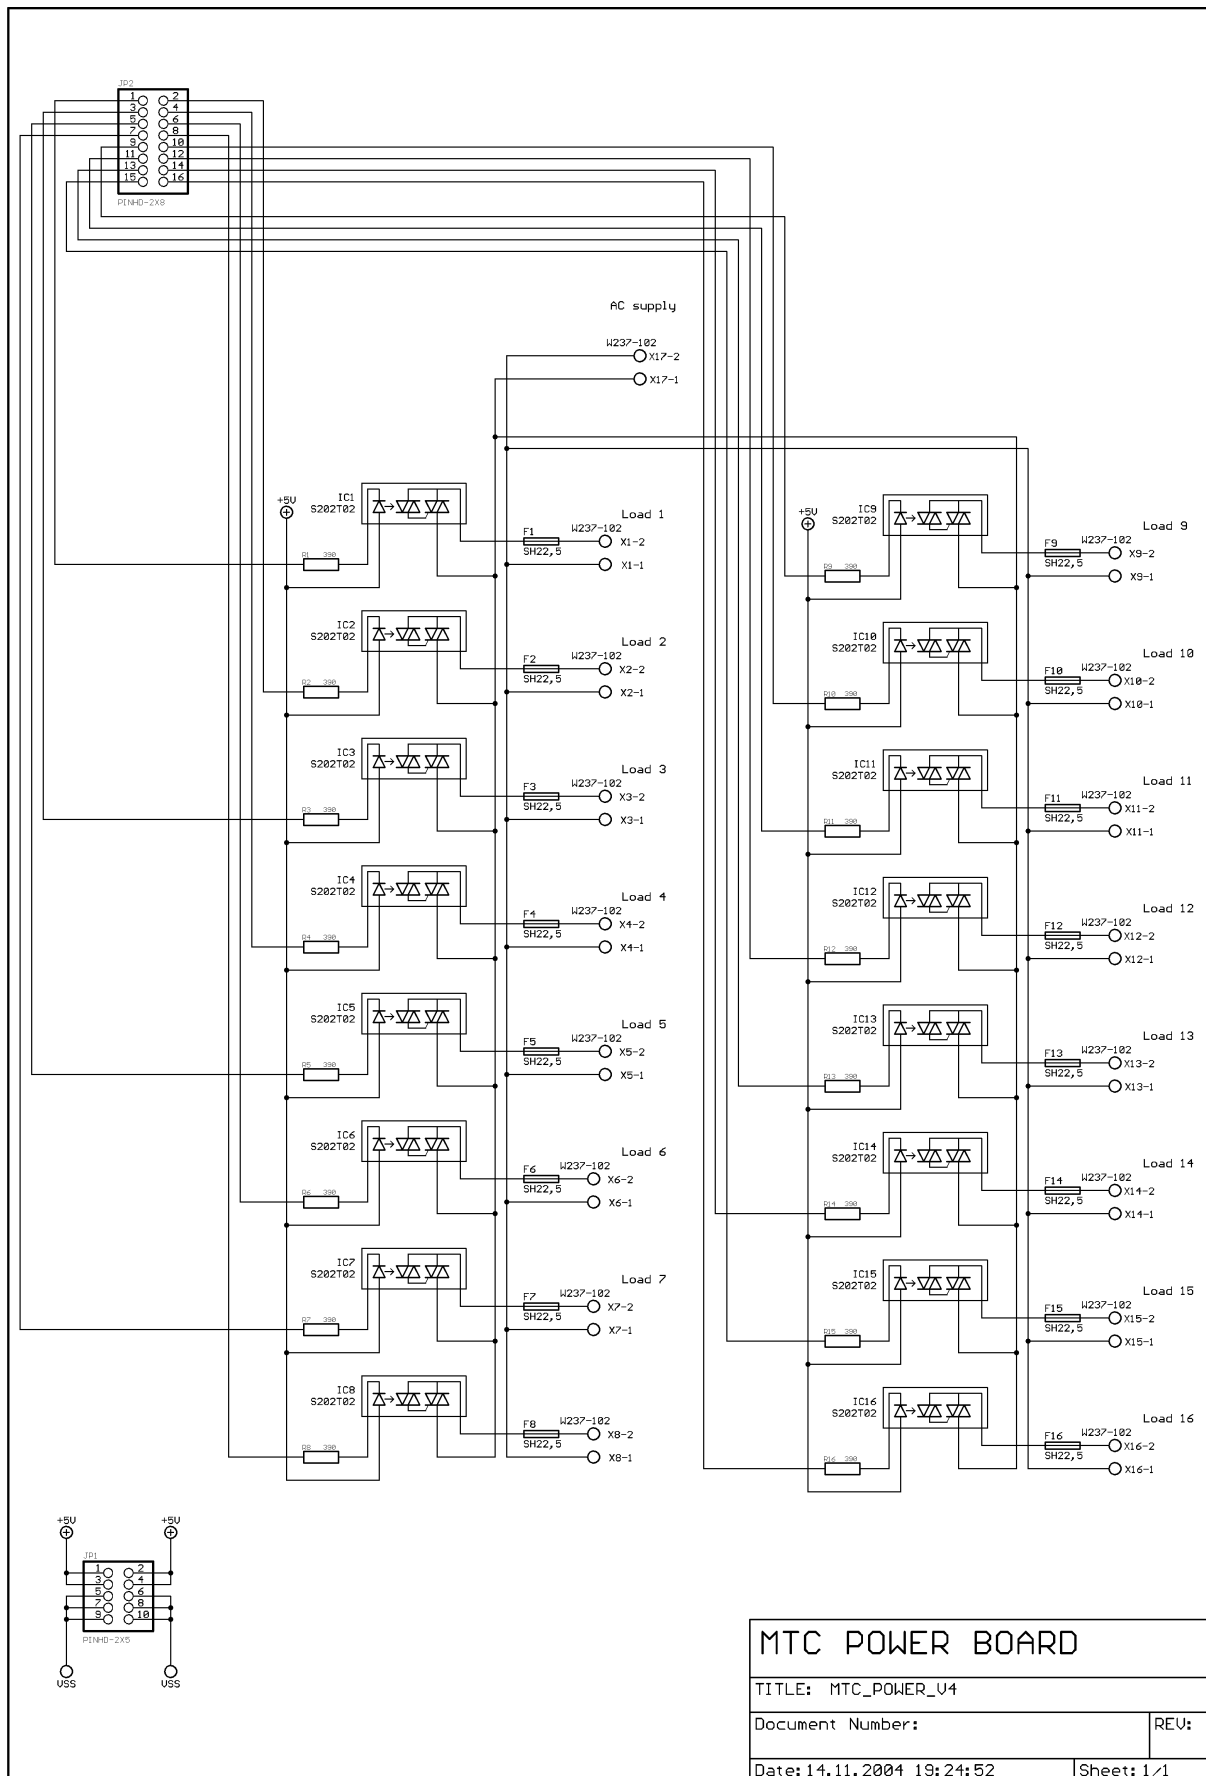 JP2
1 2
3 4
5 6
7 8
9 10
11 12
13 14
15 16
PINHD-2X8
AC supply
W237-102
X17-2
X17-1
+5V
IC1
S202T02
R1 390
F1
SH22,5
Load 1
W237-102
X1-2
X1-1
IC2
S202T02
R2 390
F2
SH22,5
Load 2
W237-102
X2-2
X2-1
IC3
S202T02
R3 390
F3
SH22,5
Load 3
W237-102
X3-2
X3-1
IC4
S202T02
R4 390
F4
SH22,5
Load 4
W237-102
X4-2
X4-1
IC5
S202T02
R5 390
F5
SH22,5
Load 5
W237-102
X5-2
X5-1
IC6
S202T02
R6 390
F6
SH22,5
Load 6
W237-102
X6-2
X6-1
IC7
S202T02
R7 390
F7
SH22,5
Load 7
W237-102
X7-2
X7-1
IC8
S202T02
R8 390
F8
SH22,5
Load 8
W237-102
X8-2
X8-1
+5V
IC9
S202T02
R9 390
F9
SH22,5
Load 9
W237-102
X9-2
X9-1
IC10
S202T02
R10 390
F10
SH22,5
Load 10
W237-102
X10-2
X10-1
IC11
S202T02
R11 390
F11
SH22,5
Load 11
W237-102
X11-2
X11-1
IC12
S202T02
R12 390
F12
SH22,5
Load 12
W237-102
X12-2
X12-1
IC13
S202T02
R13 390
F13
SH22,5
Load 13
W237-102
X13-2
X13-1
IC14
S202T02
R14 390
F14
SH22,5
Load 14
W237-102
X14-2
X14-1
IC15
S202T02
R15 390
F15
SH22,5
Load 15
W237-102
X15-2
X15-1
IC16
S202T02
R16 390
F16
SH22,5
Load 16
W237-102
X16-2
X16-1
+5V +5V
JP1
1 2
3 4
5 6
7 8
9 10
PINHD-2X5
VSS VSS
MTC POWER BOARD
TITLE: MTC_POWER_V4
Document Number:
REV:
Date: 14.11.2004 19:24:52
Sheet: 1/1